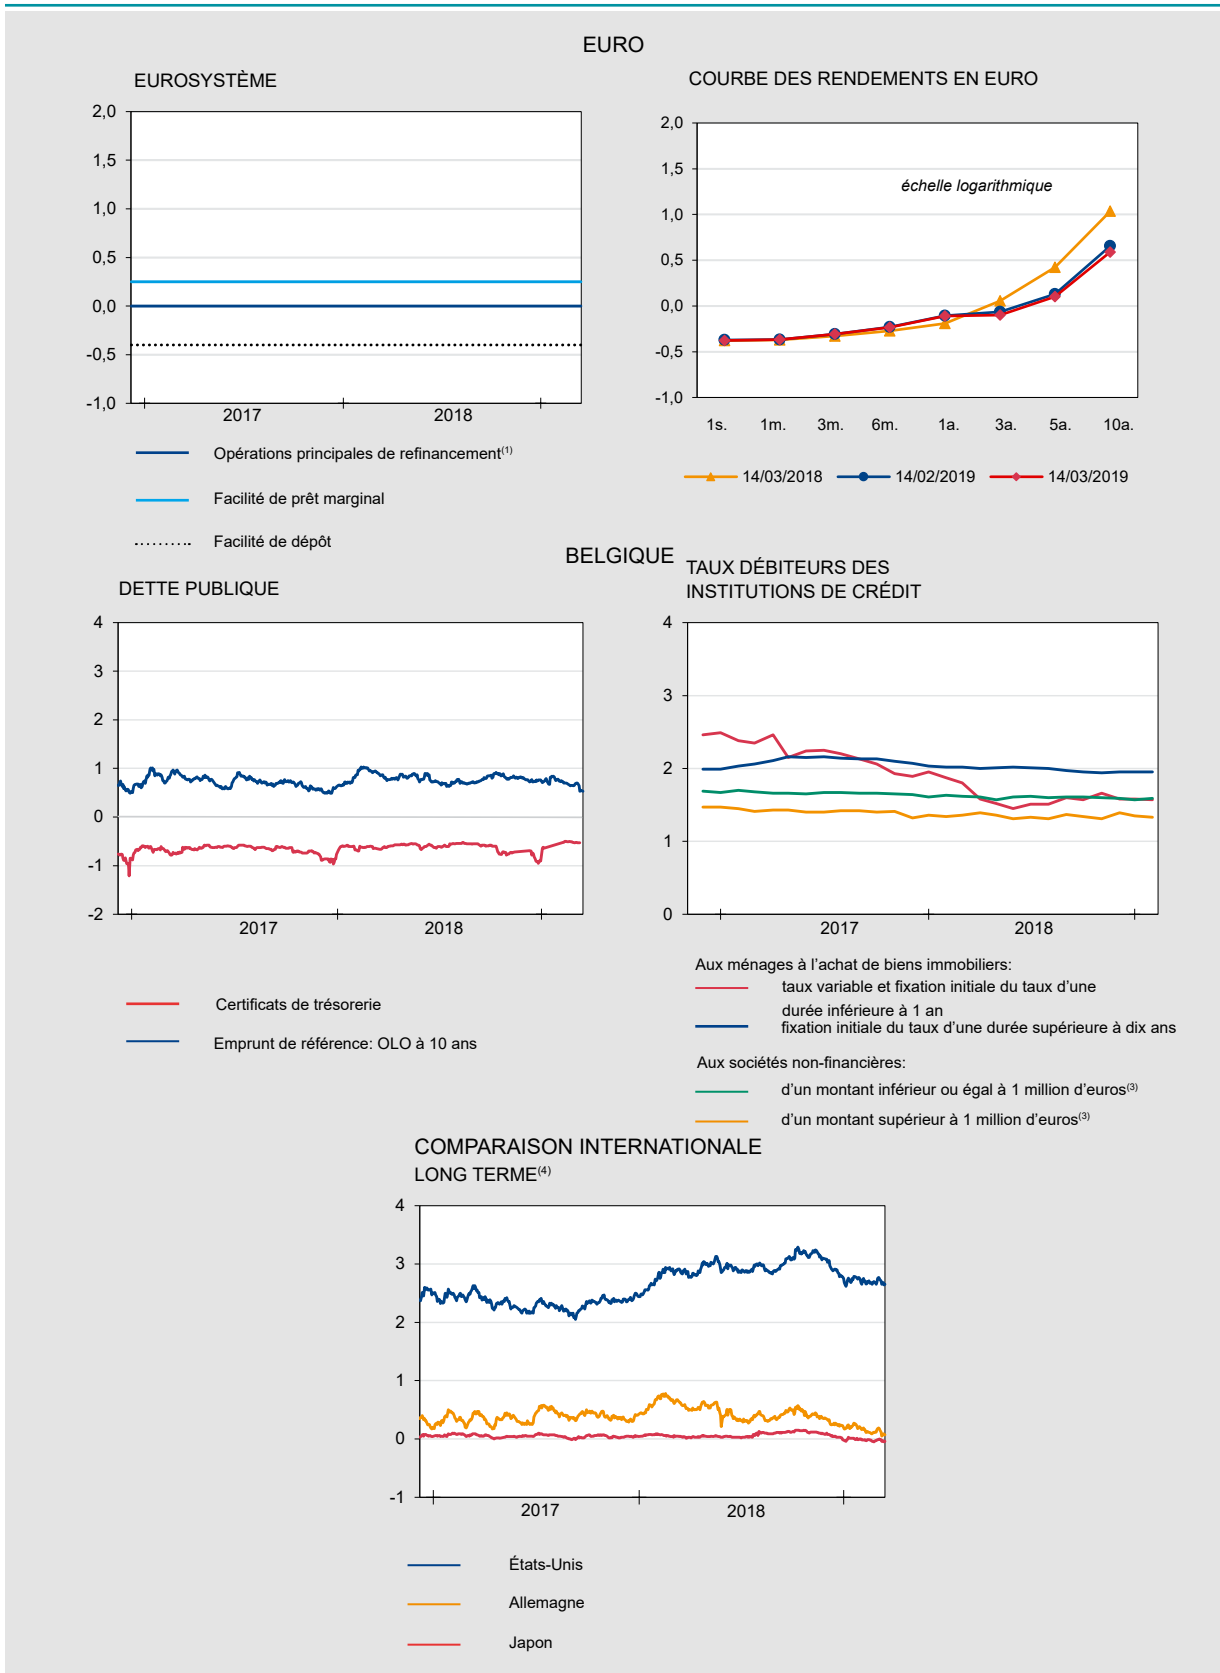 EURO
EUROSYSTÈME
2,0
1,5
1,0
0,5
0,0
-0,5
-1,0
2017
2018
Opérations principales de refinancement(1)
Facilité de prêt marginal
Facilité de dépôt
COURBE DES RENDEMENTS EN EURO
2,0
1,5
1,0
0,5
0,0
-0,5
-1,0
échelle logarithmique
1s.
1m.
3m.
6m.
1a.
3a.
5a.
10a.
14/03/2018
14/02/2019
14/03/2019
BELGIQUE
DETTE PUBLIQUE
4
3
2
1
0
-1
-2
2017
2018
Certificats de trésorerie
Emprunt de référence: OLO à 10 ans
TAUX DÉBITEURS DES
INSTITUTIONS DE CRÉDIT
4
3
2
1
0
2017
2018
Aux ménages à l’achat de biens immobiliers:
taux variable et fixation initiale du taux d’une
durée inférieure à 1 an
fixation initiale du taux d’une durée supérieure à dix ans
Aux sociétés non-financières:
d’un montant inférieur ou égal à 1 million d’euros(3)
d’un montant supérieur à 1 million d’euros(3)
COMPARAISON INTERNATIONALE
LONG TERME(4)
4
3
2
1
0
-1
2017
2018
États-Unis
Allemagne
Japon